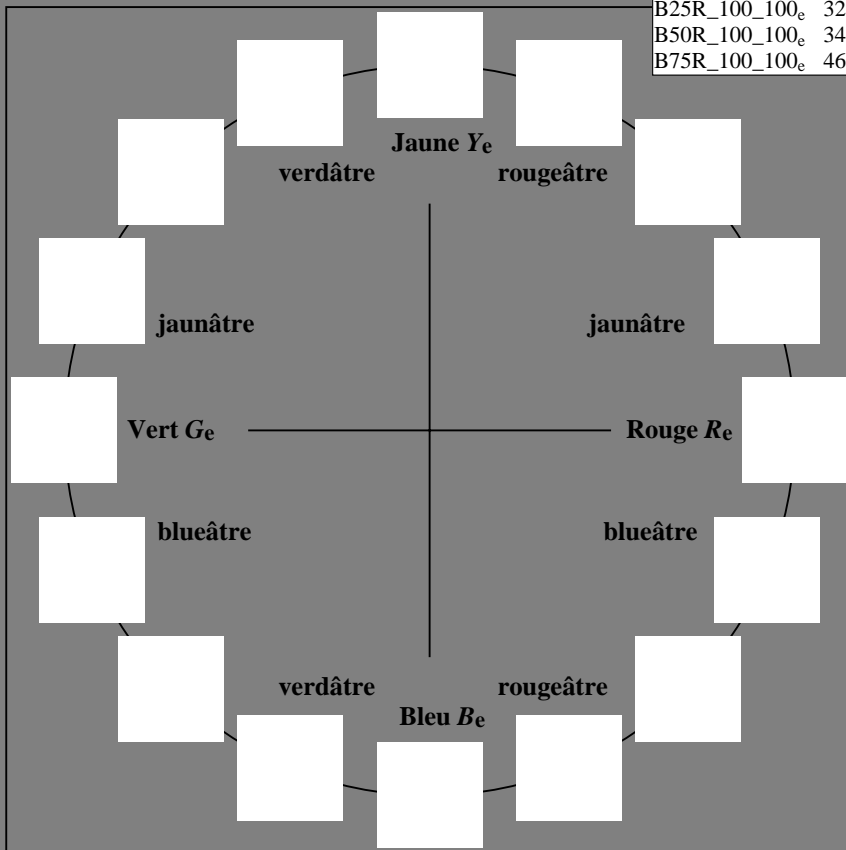 B25R_100_100e 32
B50R_100_100e 34
B75R_100_100e 46
Jaune Ye
verdâtre rougeâtre
jaunâtre jaunâtre
Vert Ge Rouge Re
blueâtre blueâtre
verdâtre rougeâtre
Bleu Be